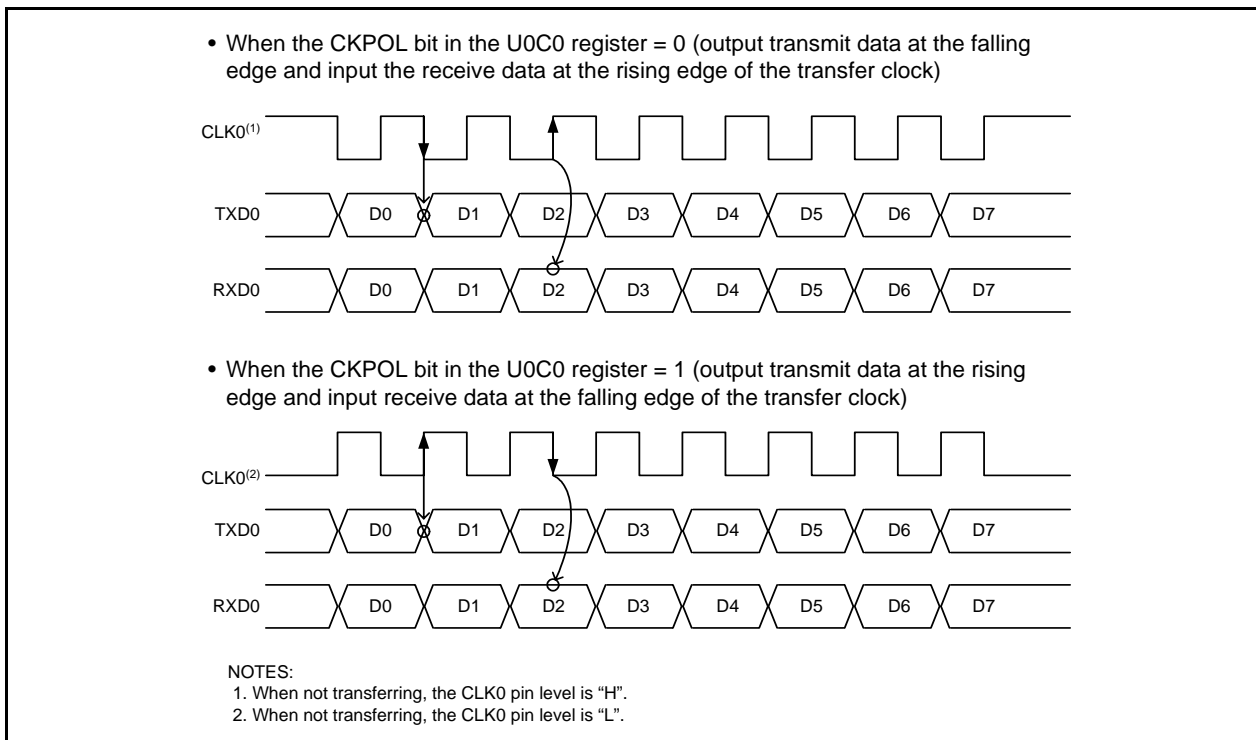 • When the CKPOL bit in the U0C0 register = 0 (output transmit data at the falling
edge and input the receive data at the rising edge of the transfer clock)
CLK0(1)
TXD0 D0 D1 D2 D3 D4 D5 D6 D7
RXD0 D0 D1 D2 D3 D4 D5 D6 D7
• When the CKPOL bit in the U0C0 register = 1 (output transmit data at the rising
edge and input receive data at the falling edge of the transfer clock)
CLK0(2)
TXD0 D0 D1 D2 D3 D4 D5 D6 D7
RXD0 D0 D1 D2 D3 D4 D5 D6 D7
NOTES:
1. When not transferring, the CLK0 pin level is “H”.
2. When not transferring, the CLK0 pin level is “L”.